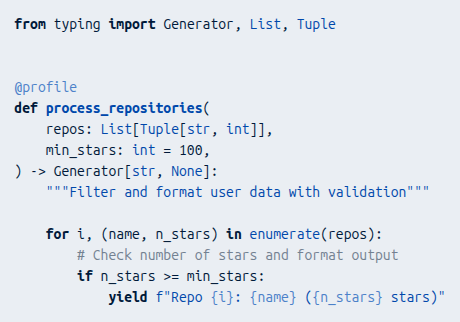 from typing import Generator, List, Tuple


@profile
def process_repositories(
    repos: List[Tuple[str, int]],
    min_stars: int = 100,
) -> Generator[str, None]:
    """Filter and format user data with validation"""

    for i, (name, n_stars) in enumerate(repos):
        # Check number of stars and format output
        if n_stars >= min_stars:
            yield f"Repo {i}: {name} ({n_stars} stars)"